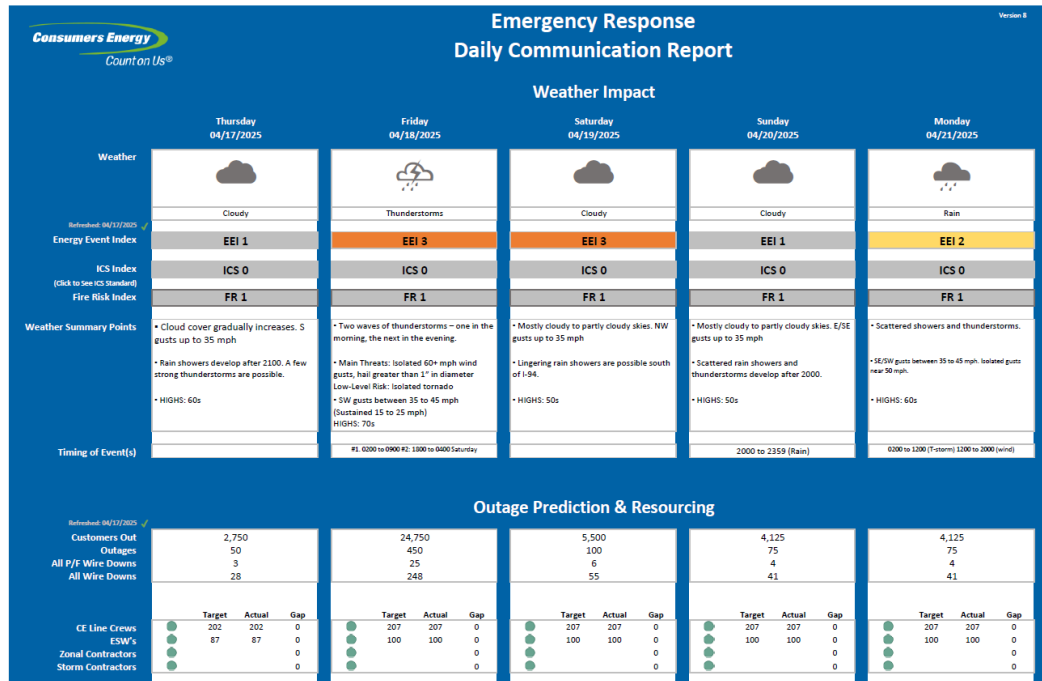 Consumers Energy
Count on Us®
Emergency Response
Daily Communication Report
Version 8
Weather Impact
Thursday
04/17/2025
Friday
04/18/2025
Saturday
04/19/2025
Sunday
04/20/2025
Monday
04/21/2025
Weather
Cloudy
Thunderstorms
Cloudy
Cloudy
Rain
Refreshed: 04/17/2025
Energy Event Index
EEI 1
EEI 3
EEI 3
EEI 1
EEI 2
ICS Index
(Click to See ICS Standard)
ICS 0
ICS 0
ICS 0
ICS 0
ICS 0
Fire Risk Index
FR 1
FR 1
FR 1
FR 1
FR 1
Weather Summary Points
• Cloud cover gradually increases. S
gusts up to 35 mph
• Rain showers develop after 2100. A few
strong thunderstorms are possible.
• HIGHS: 60s
• Two waves of thunderstorms – one in the
morning, the next in the evening.
• Main Threats: Isolated 60+ mph wind
gusts, hail greater than 1" in diameter
Low-Level Risk: Isolated tornado
• SW gusts between 35 to 45 mph
(Sustained 15 to 25 mph)
HIGHS: 70s
• Mostly cloudy to partly cloudy skies. NW
gusts up to 35 mph
• Lingering rain showers are possible south
of I-94.
• HIGHS: 50s
• Mostly cloudy to partly cloudy skies. E/SE
gusts up to 35 mph
• Scattered rain showers and
thunderstorms develop after 2000.
• HIGHS: 50s
• Scattered showers and thunderstorms.
• SE/SW gusts between 35 to 45 mph. Isolated gusts
near 50 mph.
• HIGHS: 60s
Timing of Event(s)
#1. 0200 to 0900 #2: 1800 to 0400 Saturday
2000 to 2359 (Rain)
0200 to 1200 (T-storm) 1200 to 2000 (wind)
Outage Prediction & Resourcing
Refreshed: 04/17/2025
Customers Out 2,750 24,750 5,500 4,125 4,125
Outages 50 450 100 75 75
All P/F Wire Downs 3 25 6 4 4
All Wire Downs 28 248 55 41 41
Target Actual Gap Target Actual Gap Target Actual Gap Target Actual Gap Target Actual Gap
CE Line Crews 202 202 0 207 207 0 207 207 0 207 207 0 207 207 0
ESW's 87 87 0 100 100 0 100 100 0 100 100 0 100 100 0
Zonal Contractors 0 0 0 0 0
Storm Contractors 0 0 0 0 0